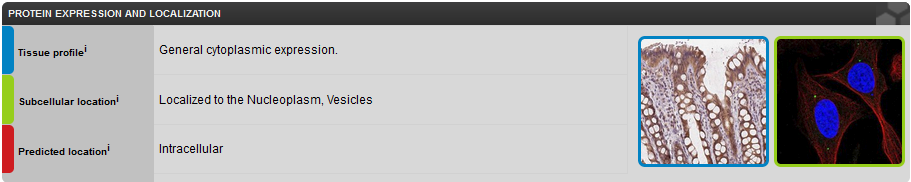 PROTEIN EXPRESSION AND LOCALIZATION
Tissue profileⁱ General cytoplasmic expression.
Subcellular locationⁱ Localized to the Nucleoplasm, Vesicles
Predicted locationⁱ Intracellular